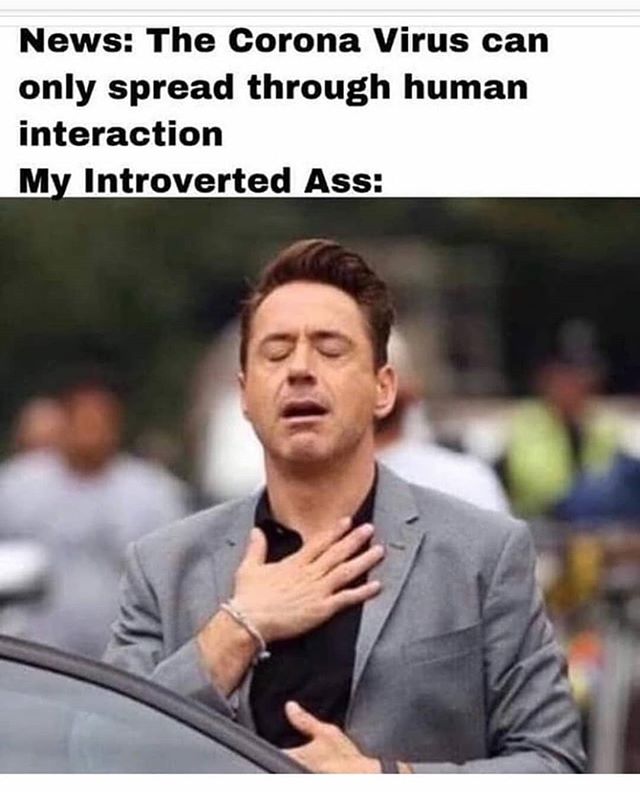 News: The Corona Virus can
only spread through human
interaction
My Introverted Ass: